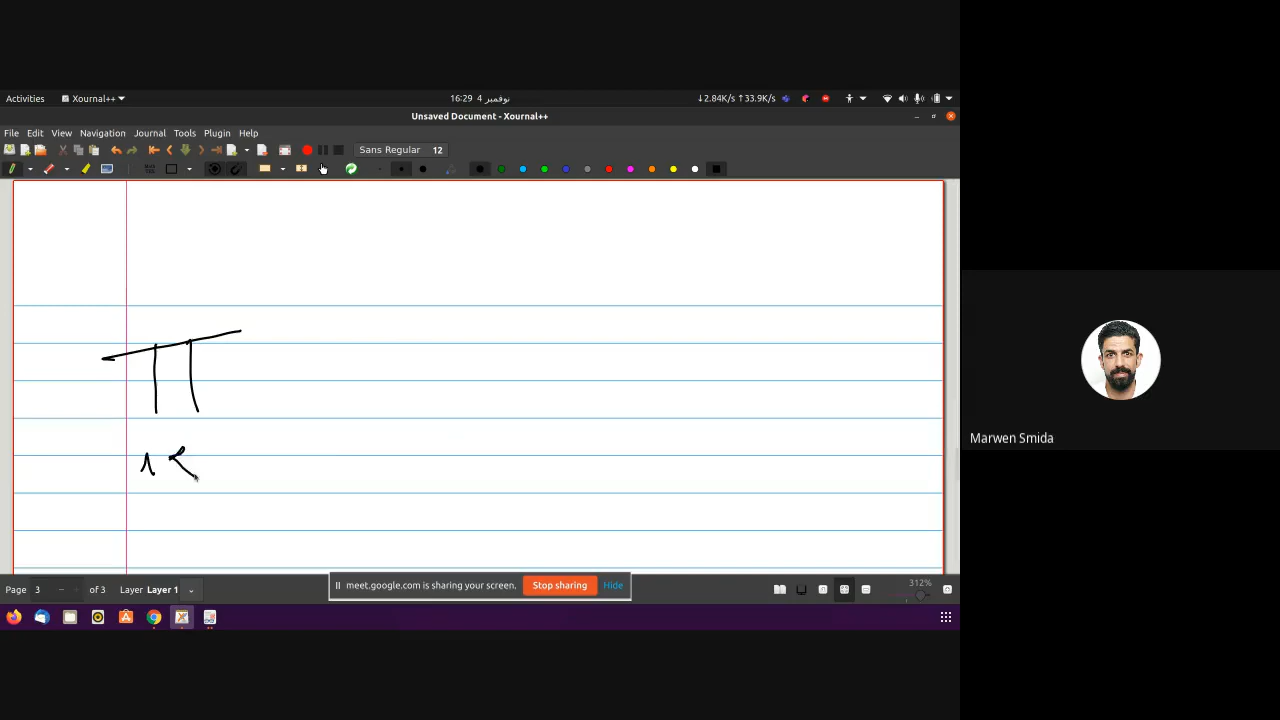 Activities Xournal++ 16:29 4 نوفمبر ↓2.84K/s ↑33.9K/s
Unsaved Document - Xournal++
File Edit View Navigation Journal Tools Plugin Help
Sans Regular 12
π
Marwen Smida
meet.google.com is sharing your screen. Stop sharing Hide
Page 3 of 3 Layer Layer 1 312%